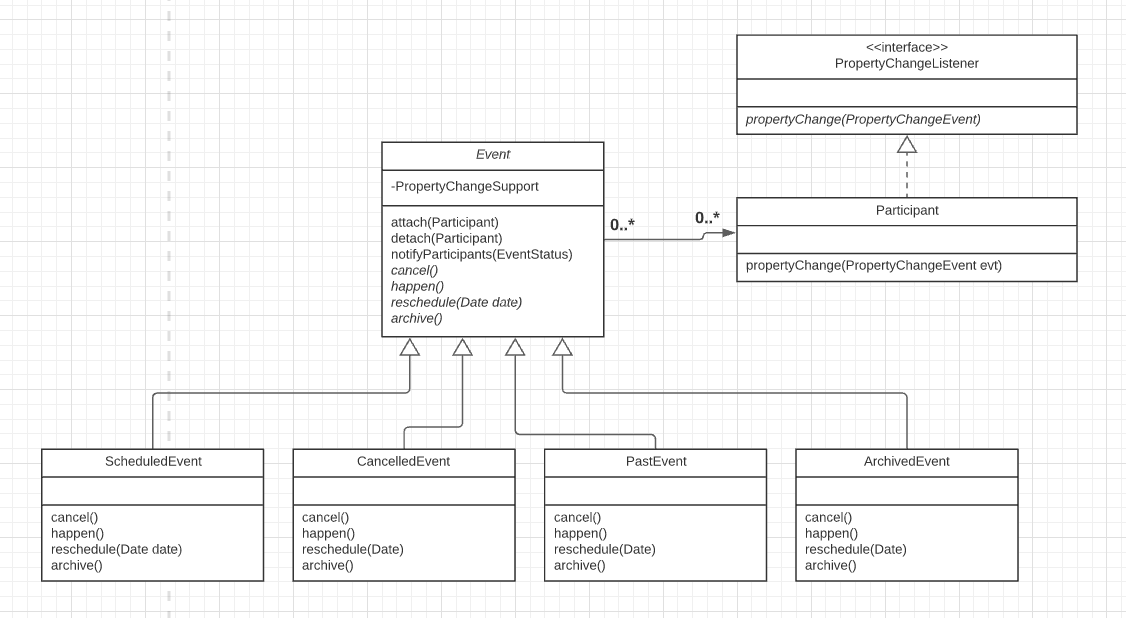 <<interface>>
PropertyChangeListener
propertyChange(PropertyChangeEvent)
Event
-PropertyChangeSupport
attach(Participant)
detach(Participant)
notifyParticipants(EventStatus)
cancel()
happen()
reschedule(Date date)
archive()
0..*
0..*
Participant
propertyChange(PropertyChangeEvent evt)
ScheduledEvent
cancel()
happen()
reschedule(Date date)
archive()
CancelledEvent
cancel()
happen()
reschedule(Date)
archive()
PastEvent
cancel()
happen()
reschedule(Date)
archive()
ArchivedEvent
cancel()
happen()
reschedule(Date)
archive()